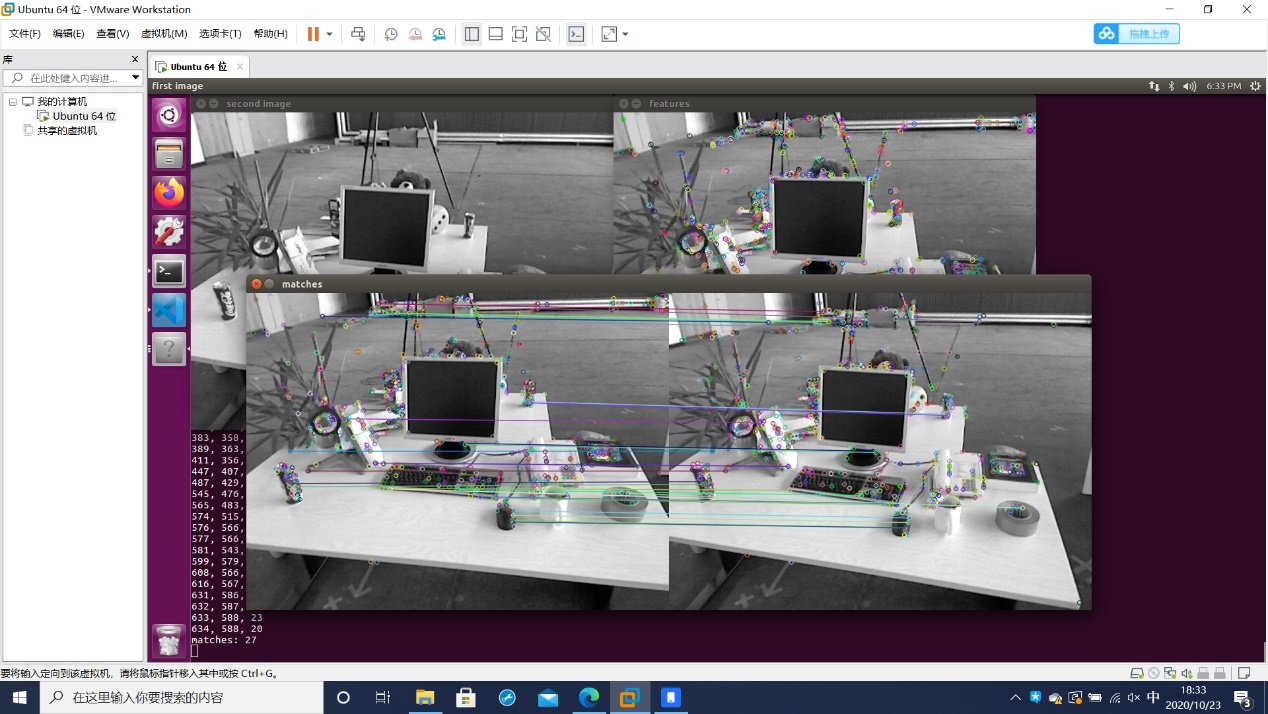 Ubuntu 64 位 - VMware Workstation
文件(F) 编辑(E) 查看(V) 虚拟机(M) 选项卡(T) 帮助(H)
拖拽上传
库
在此处键入内容进...
我的计算机
Ubuntu 64 位
共享的虚拟机
Ubuntu 64 位
first image
6:33 PM
second image
features
matches
383, 358,
389, 363,
411, 356,
447, 407,
487, 429,
545, 476,
565, 483,
574, 515,
576, 566,
577, 566,
581, 543,
599, 579,
608, 566,
616, 567,
631, 586,
632, 587,
633, 588, 23
634, 588, 20
matches: 27
要将输入定向到该虚拟机，请将鼠标指针移入其中或按 Ctrl+G。
在这里输入你要搜索的内容
中
18:33
2020/10/23
3